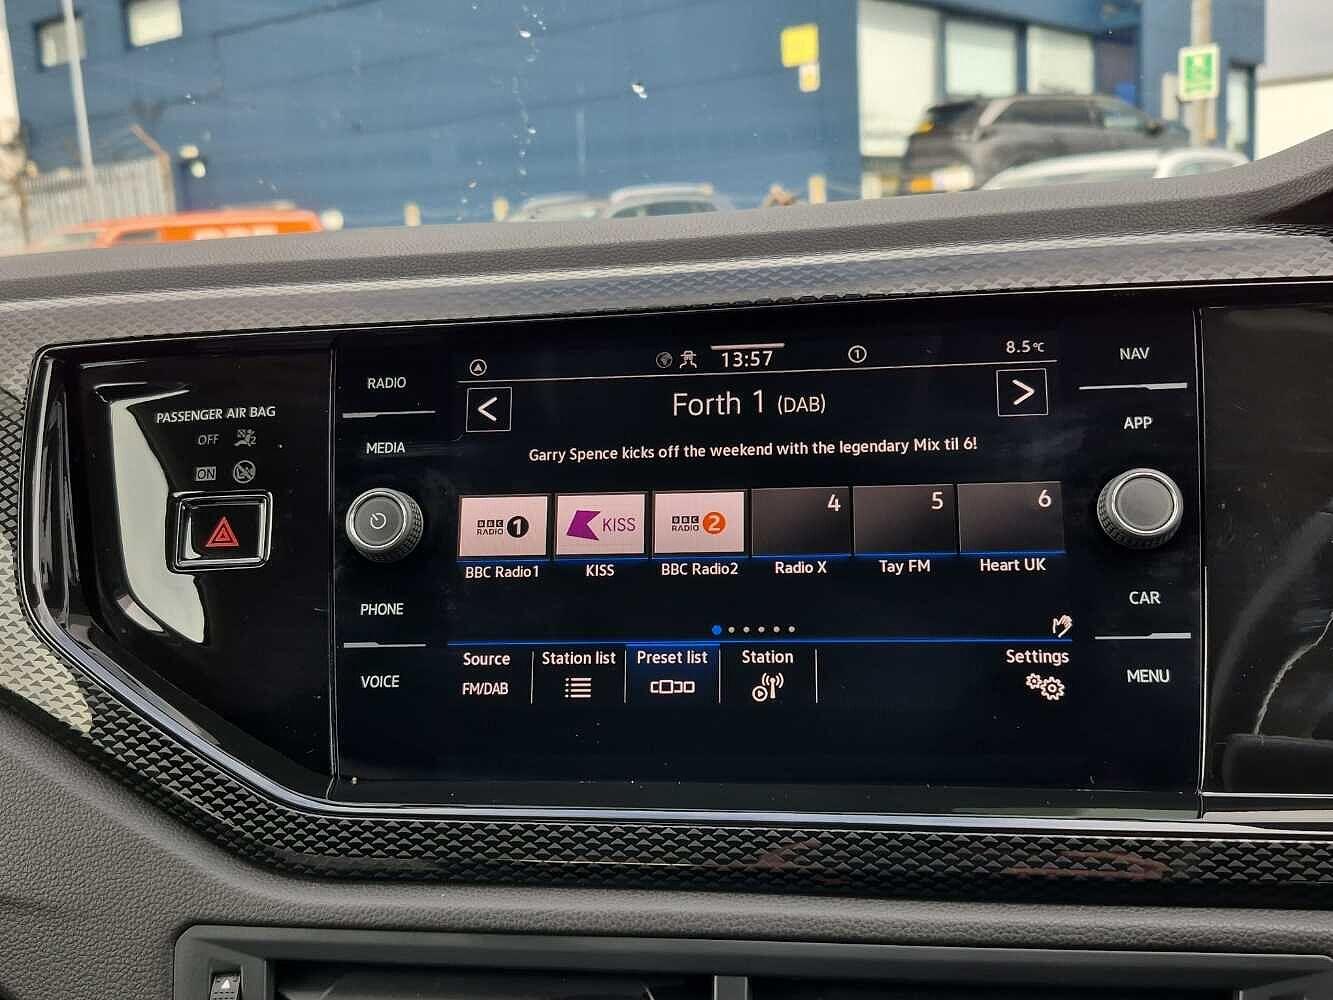 PASSENGER AIR BAG
OFF
2
ON
RADIO
MEDIA
PHONE
VOICE
13:57
1
8.5°C
<
Forth 1 (DAB)
>
Garry Spence kicks off the weekend with the legendary Mix til 6!
BBC RADIO 1
KISS
BBC RADIO 2
4
5
6
BBC Radio1
KISS
BBC Radio2
Radio X
Tay FM
Heart UK
Source
FM/DAB
Station list
Preset list
Station
Settings
NAV
APP
CAR
MENU